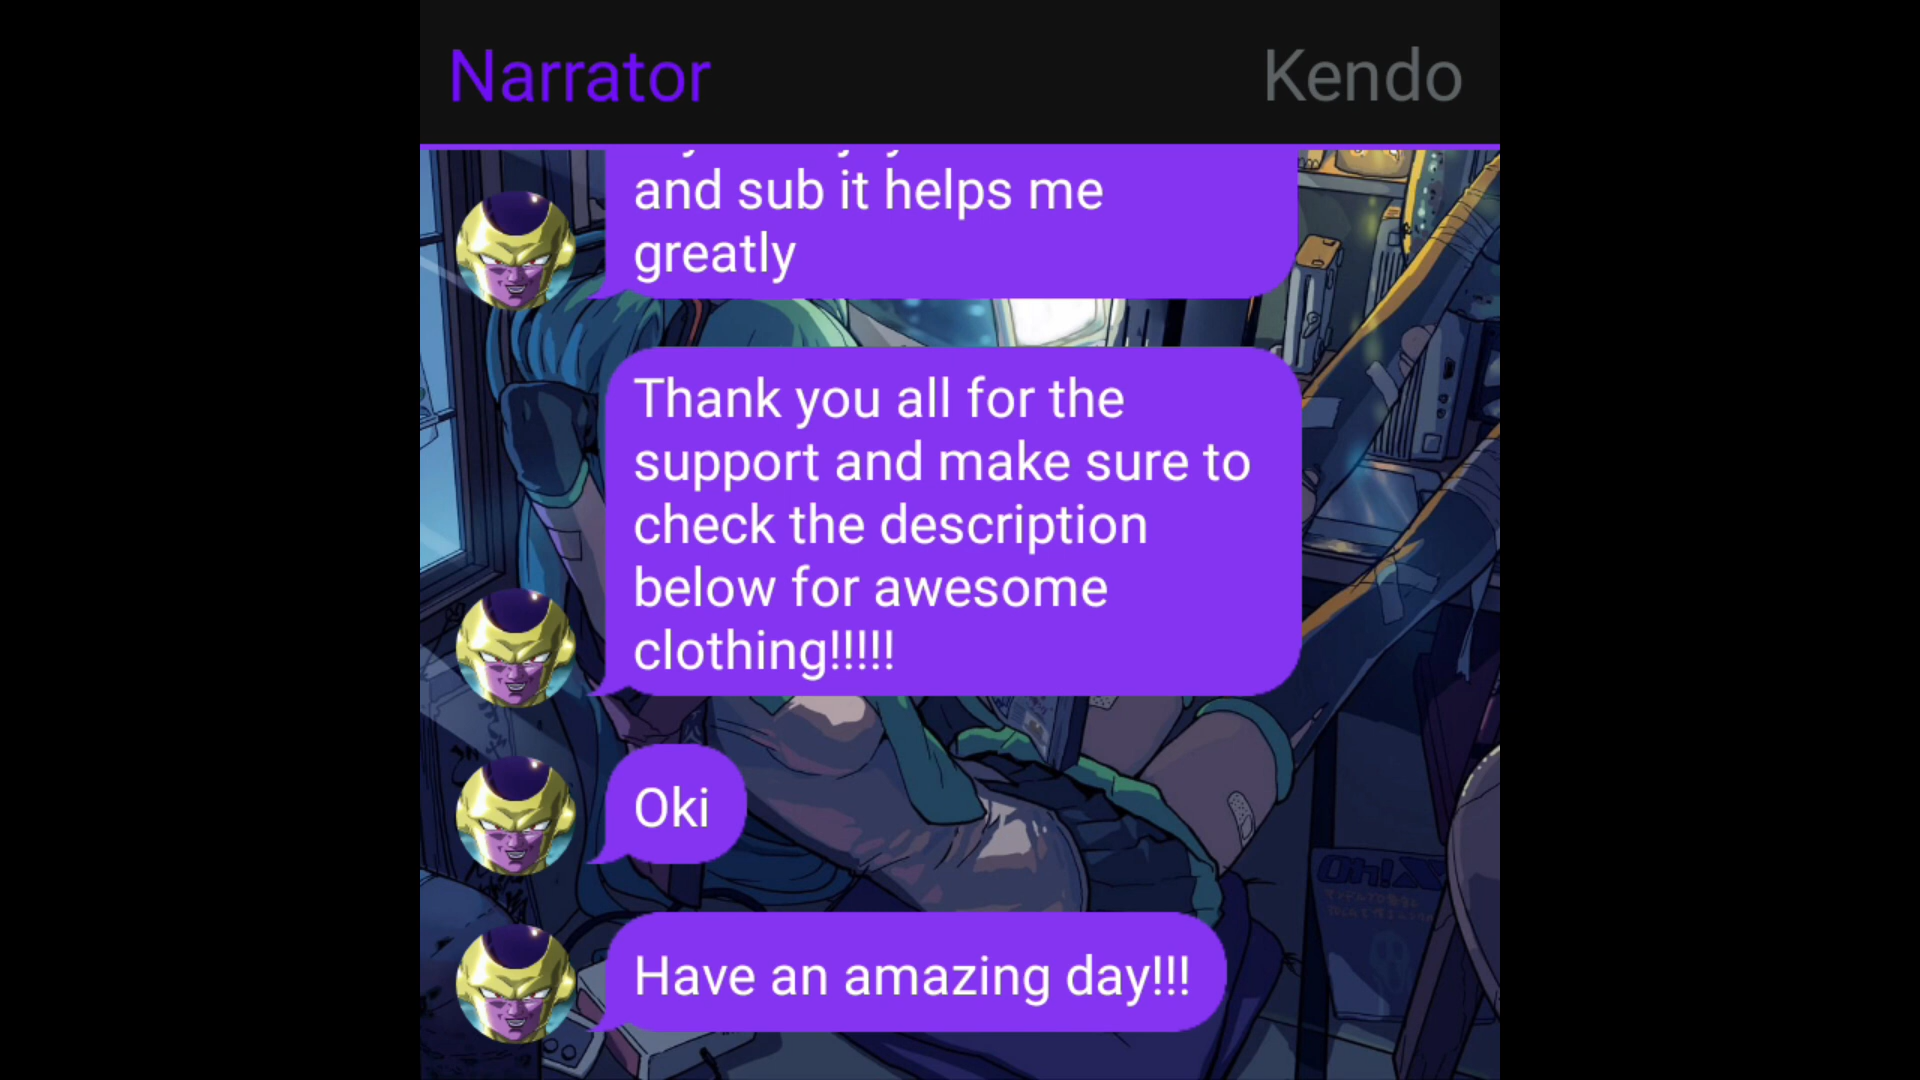 Narrator
Kendo
and sub it helps me
greatly
Thank you all for the
support and make sure to
check the description
below for awesome
clothing!!!!!
Oki
Have an amazing day!!!
Oh!X